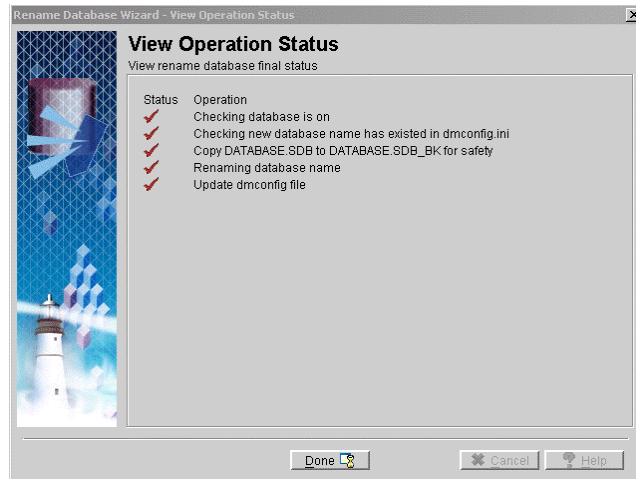 Rename Database Wizard - View Operation Status
View Operation Status
View rename database final status
Status Operation
Checking database is on
Checking new database name has existed in dmconfig.ini
Copy DATABASE.SDB to DATABASE.SDB_BK for safety
Renaming database name
Update dmconfig file
Done Cancel Help